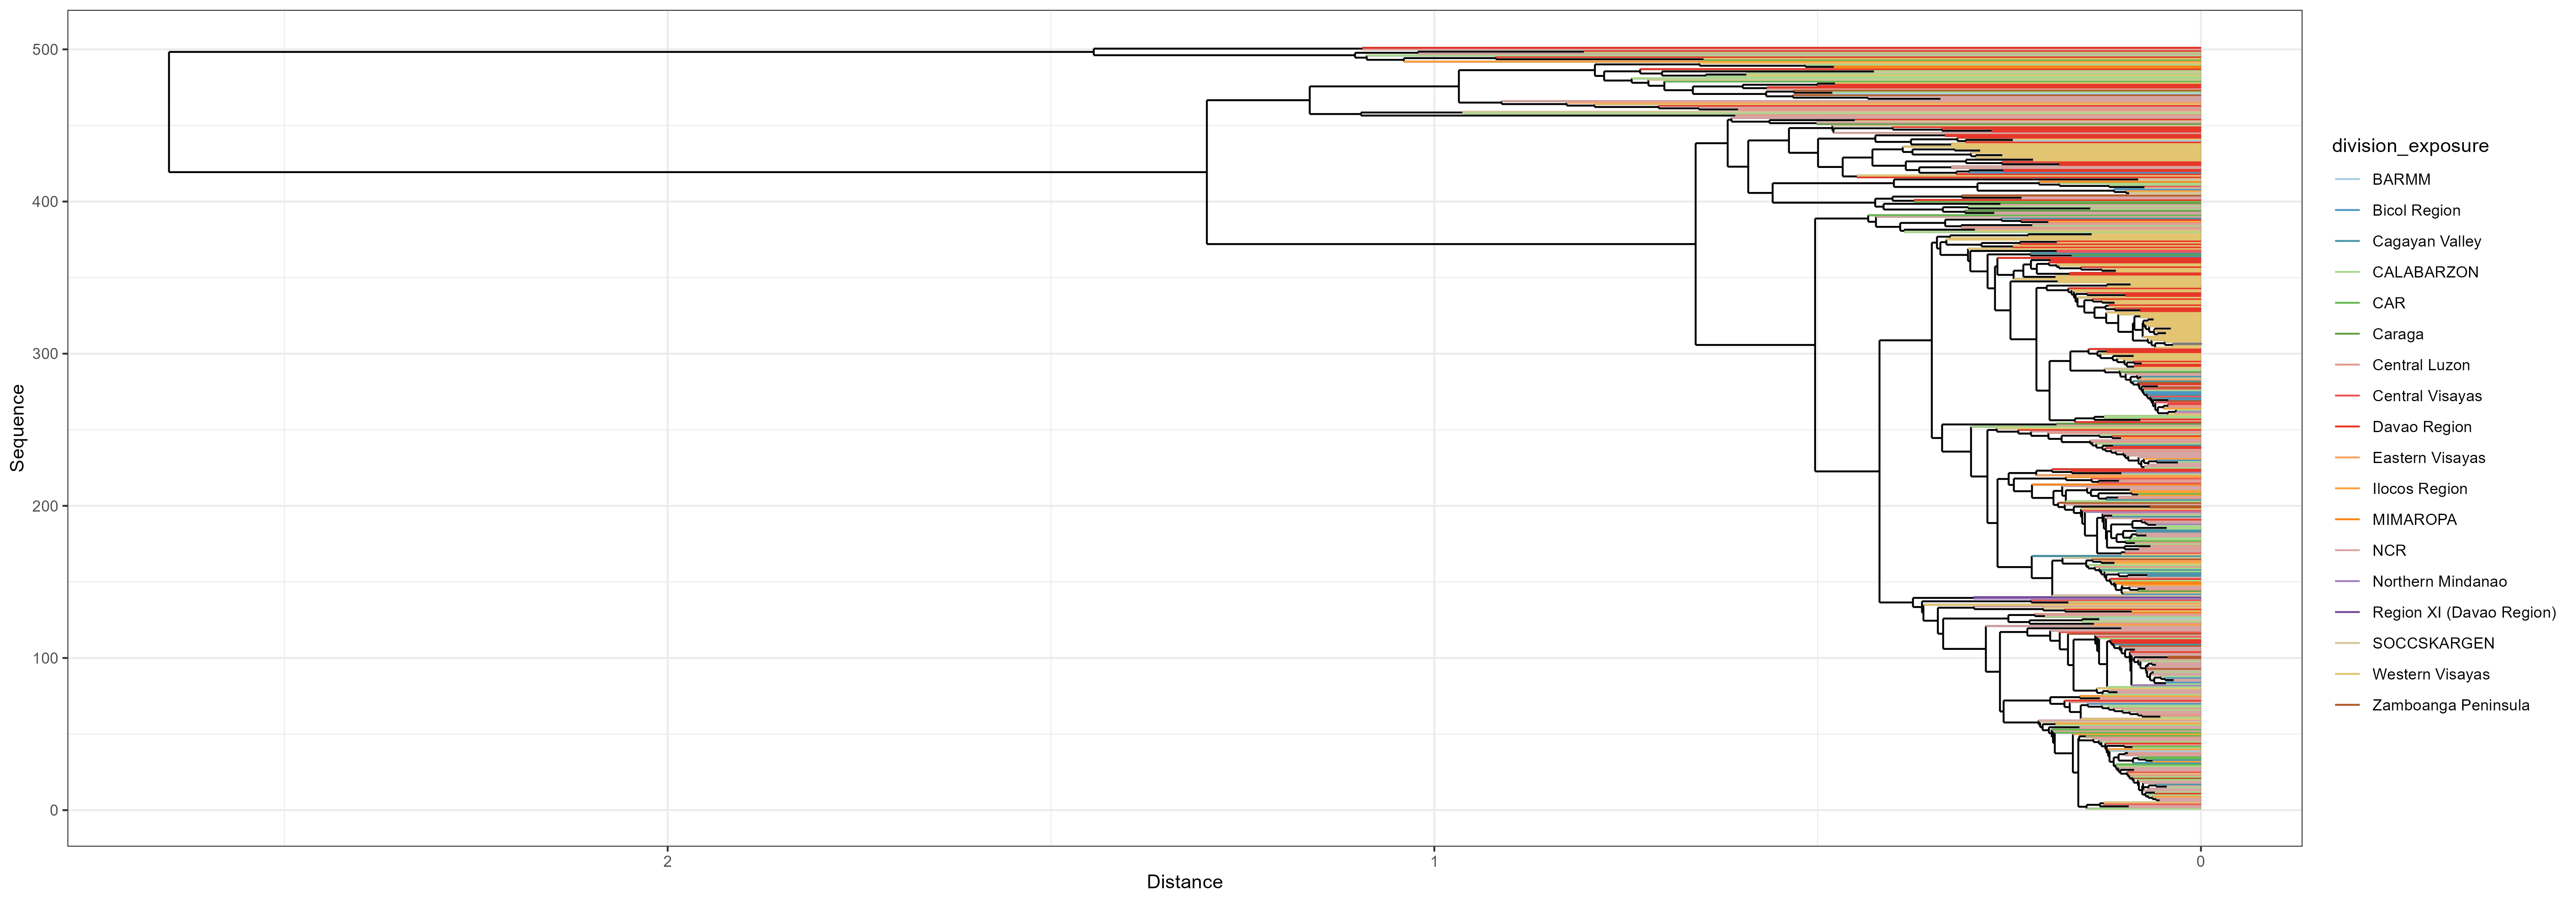 500
400
300
200
100
0
Sequence
2
1
0
Distance
division_exposure
BARMM
Bicol Region
Cagayan Valley
CALABARZON
CAR
Caraga
Central Luzon
Central Visayas
Davao Region
Eastern Visayas
Ilocos Region
MIMAROPA
NCR
Northern Mindanao
Region XI (Davao Region)
SOCCSKARGEN
Western Visayas
Zamboanga Peninsula